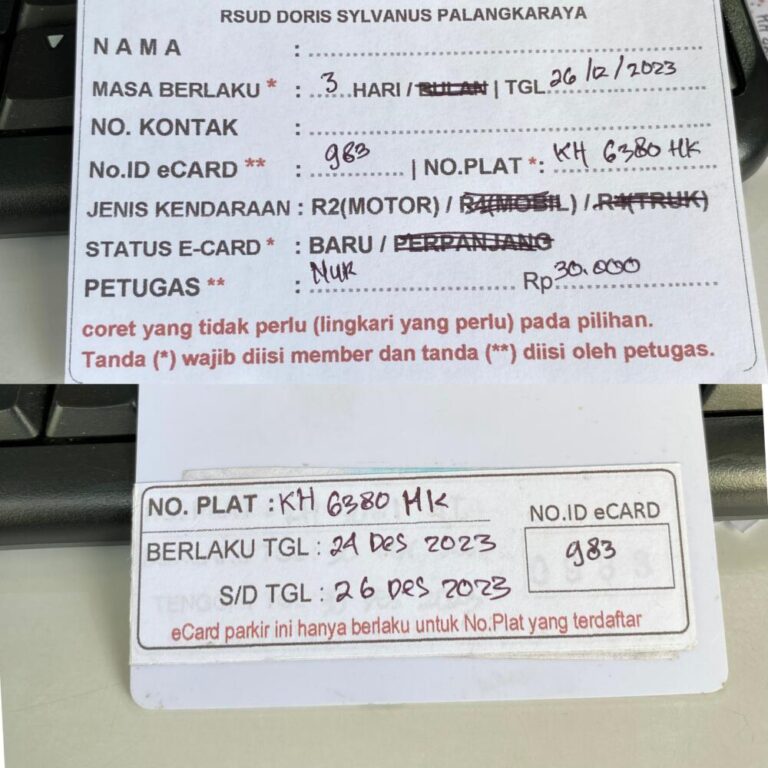 RSUD DORIS SYLVANUS PALANGKARAYA
NAMA : ........
MASA BERLAKU * : 3 HARI / BULAN | TGL 26/12/2023
NO. KONTAK : ........
No.ID eCARD ** : 983 | NO.PLAT *: KH 6380 HK
JENIS KENDARAAN : R2(MOTOR) / R4(MOBIL) / R4(TRUK)
STATUS E-CARD * : BARU / PERPANJANG
PETUGAS ** : NUR Rp 30.000
coret yang tidak perlu (lingkari yang perlu) pada pilihan.
Tanda (*) wajib diisi member dan tanda (**) diisi oleh petugas.
NO. PLAT : KH 6380 HK
NO.ID eCARD
983
BERLAKU TGL : 24 DES 2023
S/D TGL : 26 DES 2023
eCard parkir ini hanya berlaku untuk No.Plat yang terdaftar